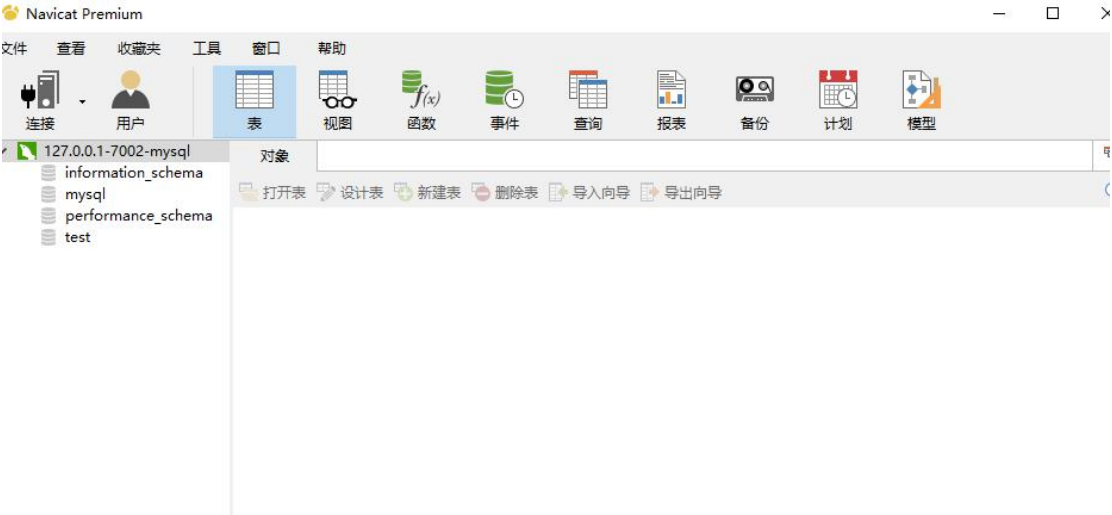 Navicat Premium
文件 查看 收藏夹 工具 窗口 帮助
f(x)
连接 用户 表 视图 函数 事件 查询 报表 备份 计划 模型
127.0.0.1-7002-mysql 对象
information_schema
mysql
performance_schema
test
打开表 设计表 新建表 删除表 导入向导 导出向导